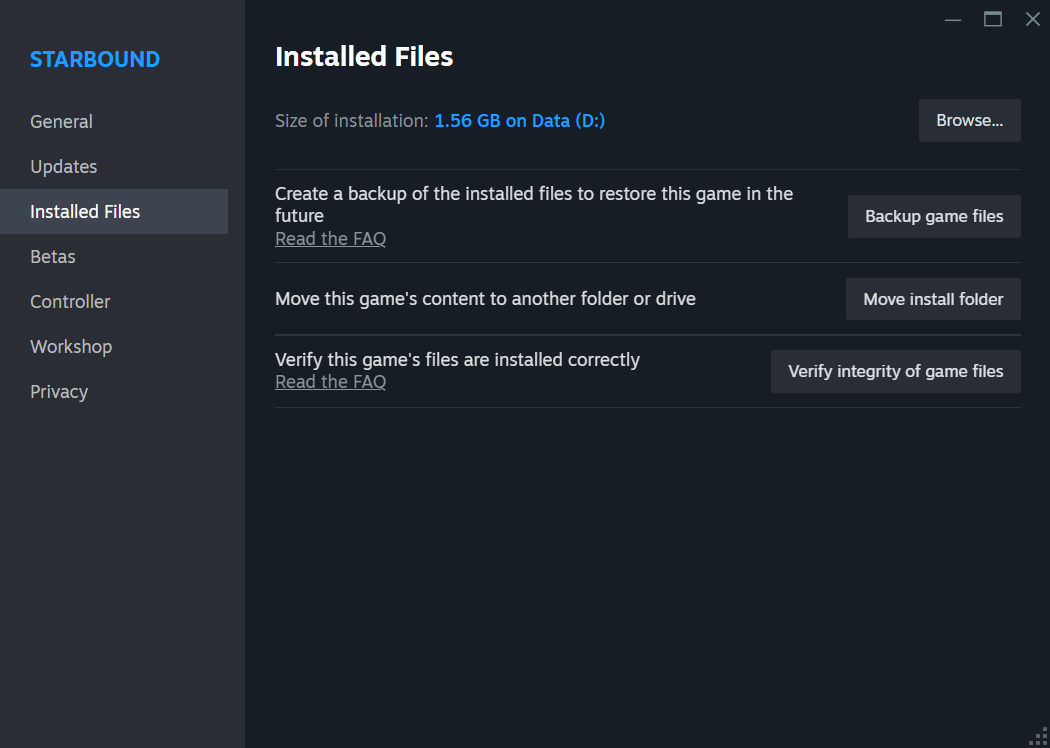 STARBOUND
General
Updates
Installed Files
Betas
Controller
Workshop
Privacy
Installed Files
Size of installation: 1.56 GB on Data (D:)
Browse...
Create a backup of the installed files to restore this game in the
future
Read the FAQ
Backup game files
Move this game's content to another folder or drive
Move install folder
Verify this game's files are installed correctly
Read the FAQ
Verify integrity of game files